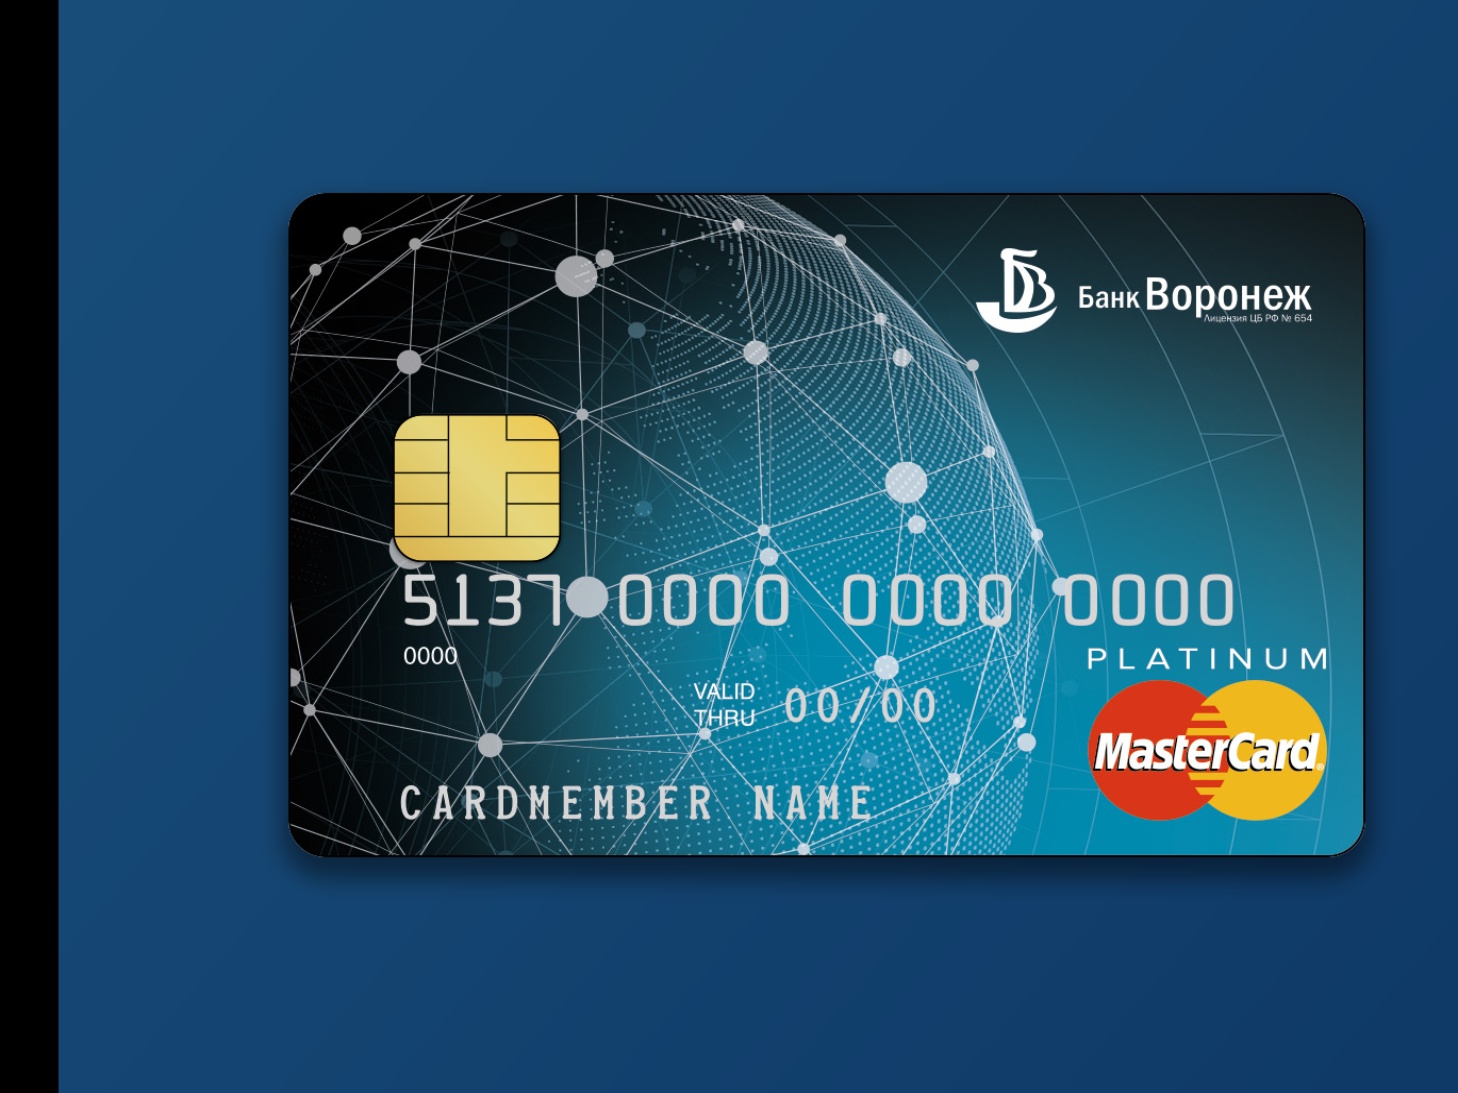 Банк Воронеж
Лицензия ЦБ РФ № 654
5137 0000 0000 0000
0000
PLATINUM
VALID
THRU
00/00
MasterCard
CARDMEMBER NAME